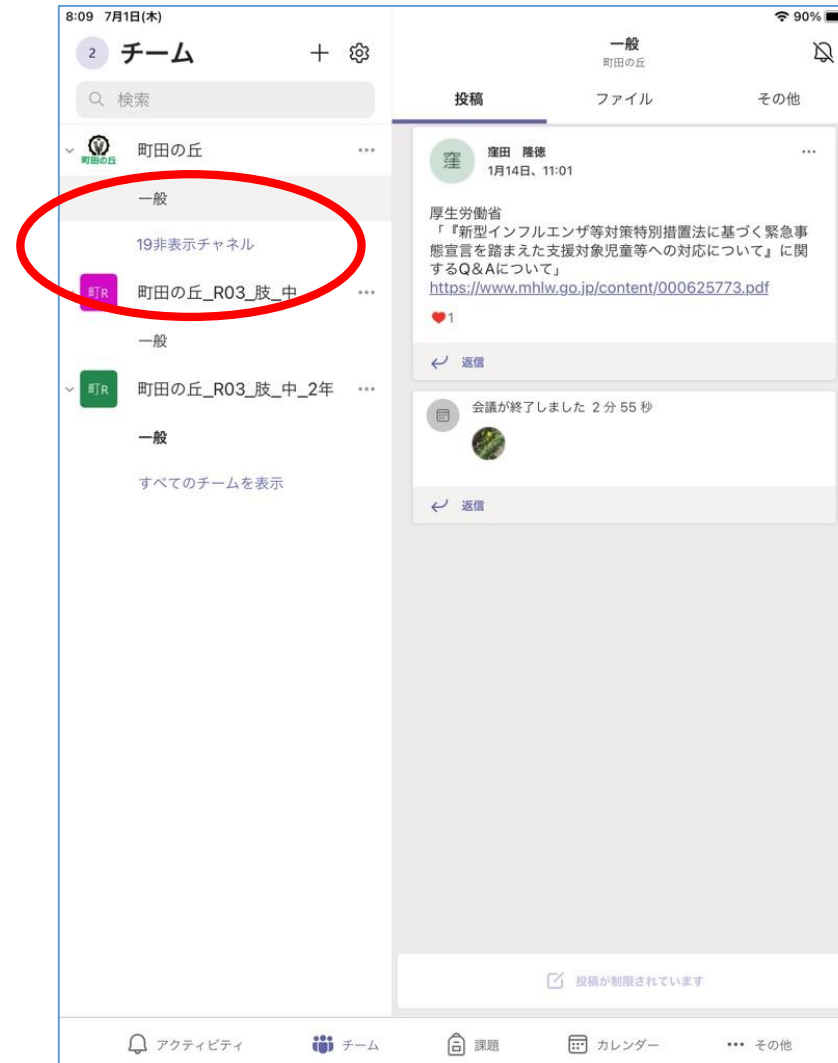 8:09 7月1日(木)
90%
2 チーム
検索
町田の丘
町田の丘
一般
19非表示チャネル
町R 町田の丘_R03_肢_中
一般
町R 町田の丘_R03_肢_中_2年
一般
すべてのチームを表示
一般
町田の丘
投稿 ファイル その他
窪 窪田 隆徳
1月14日、11:01
厚生労働省
「『新型インフルエンザ等対策特別措置法に基づく緊急事
態宣言を踏まえた支援対象児童等への対応について』に関
するQ&Aについて」
https://www.mhlw.go.jp/content/000625773.pdf
1
返信
会議が終了しました 2 分 55 秒
返信
投稿が制限されています
アクティビティ チーム 課題 カレンダー その他